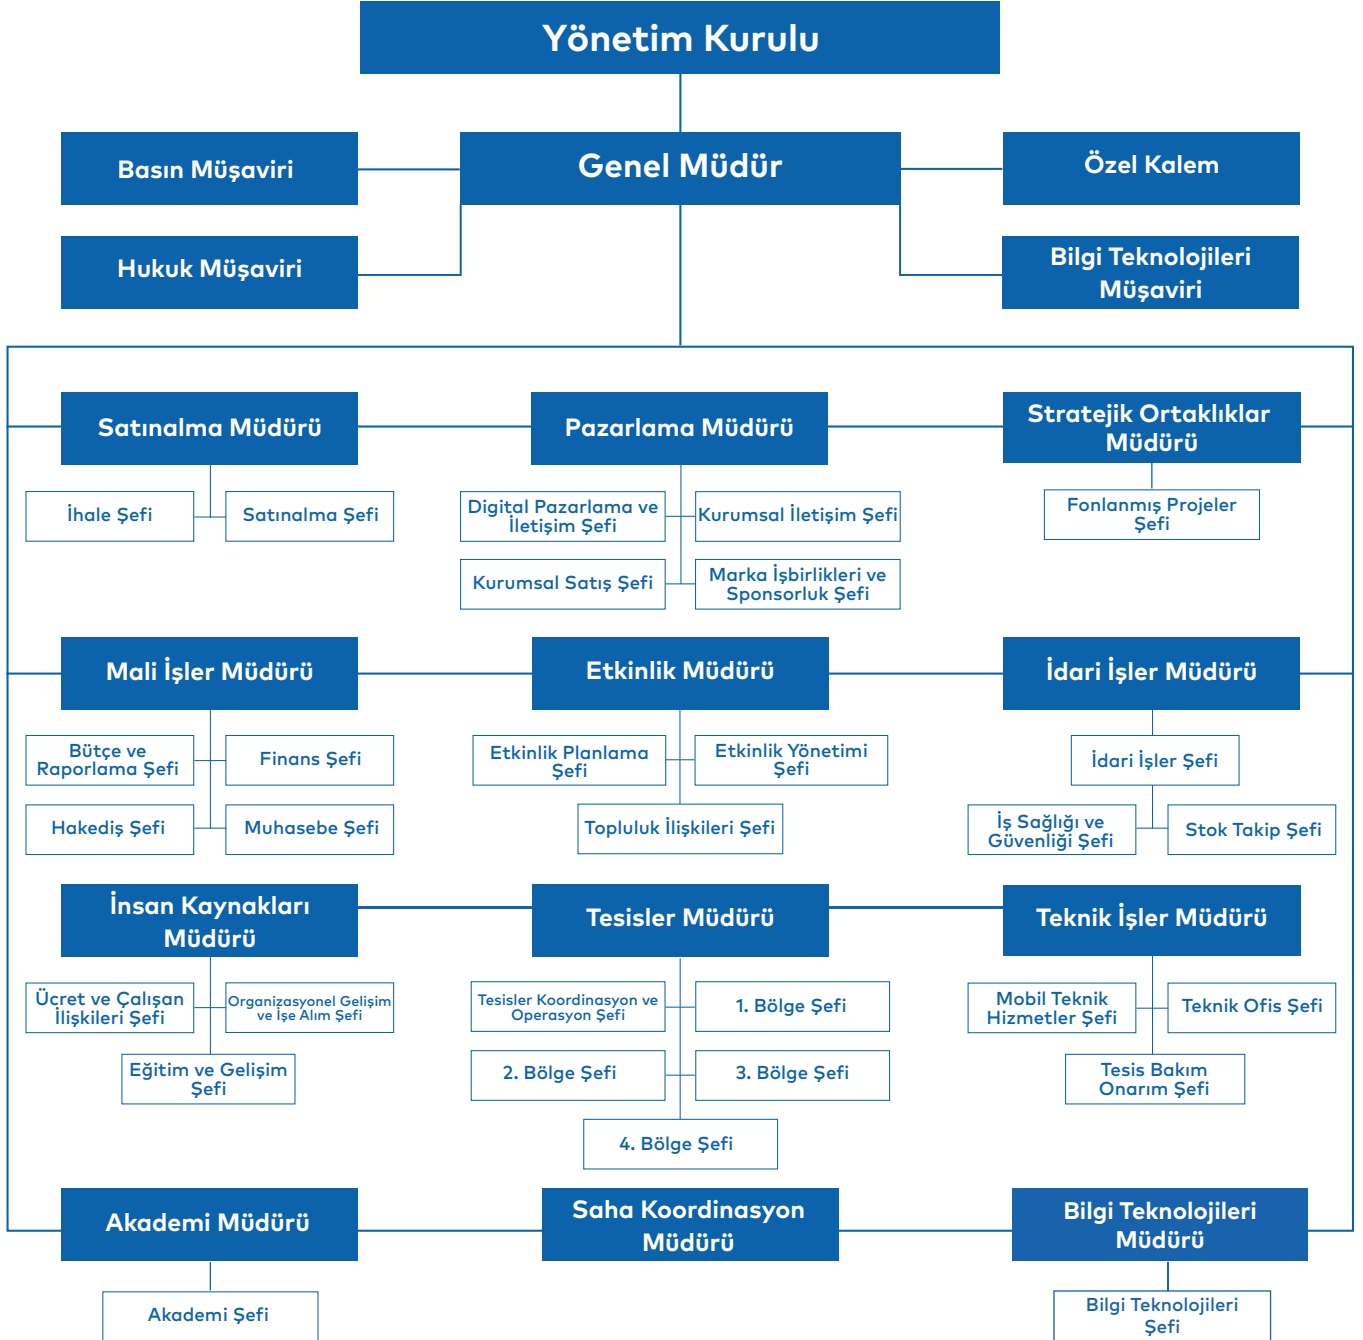 Yönetim Kurulu
Basın Müşaviri
Genel Müdür
Özel Kalem
Hukuk Müşaviri
Bilgi Teknolojileri
Müşaviri
Satınalma Müdürü
Pazarlama Müdürü
Stratejik Ortaklıklar
Müdürü
İhale Şefi
Satınalma Şefi
Digital Pazarlama ve
İletişim Şefi
Kurumsal İletişim Şefi
Fonlanmış Projeler
Şefi
Kurumsal Satış Şefi
Marka İşbirlikleri ve
Sponsorluk Şefi
Mali İşler Müdürü
Etkinlik Müdürü
İdari İşler Müdürü
Bütçe ve
Raporlama Şefi
Finans Şefi
Etkinlik Planlama
Şefi
Etkinlik Yönetimi
Şefi
İdari İşler Şefi
Hakediş Şefi
Muhasebe Şefi
Topluluk İlişkileri Şefi
İş Sağlığı ve
Güvenliği Şefi
Stok Takip Şefi
İnsan Kaynakları
Müdürü
Tesisler Müdürü
Teknik İşler Müdürü
Ücret ve Çalışan
İlişkileri Şefi
Organizasyonel Gelişim
ve İşe Alım Şefi
Tesisler Koordinasyon ve
Operasyon Şefi
1. Bölge Şefi
Mobil Teknik
Hizmetler Şefi
Teknik Ofis Şefi
Eğitim ve Gelişim
Şefi
2. Bölge Şefi
3. Bölge Şefi
Tesis Bakım
Onarım Şefi
4. Bölge Şefi
Akademi Müdürü
Saha Koordinasyon
Müdürü
Bilgi Teknolojileri
Müdürü
Akademi Şefi
Bilgi Teknolojileri
Şefi